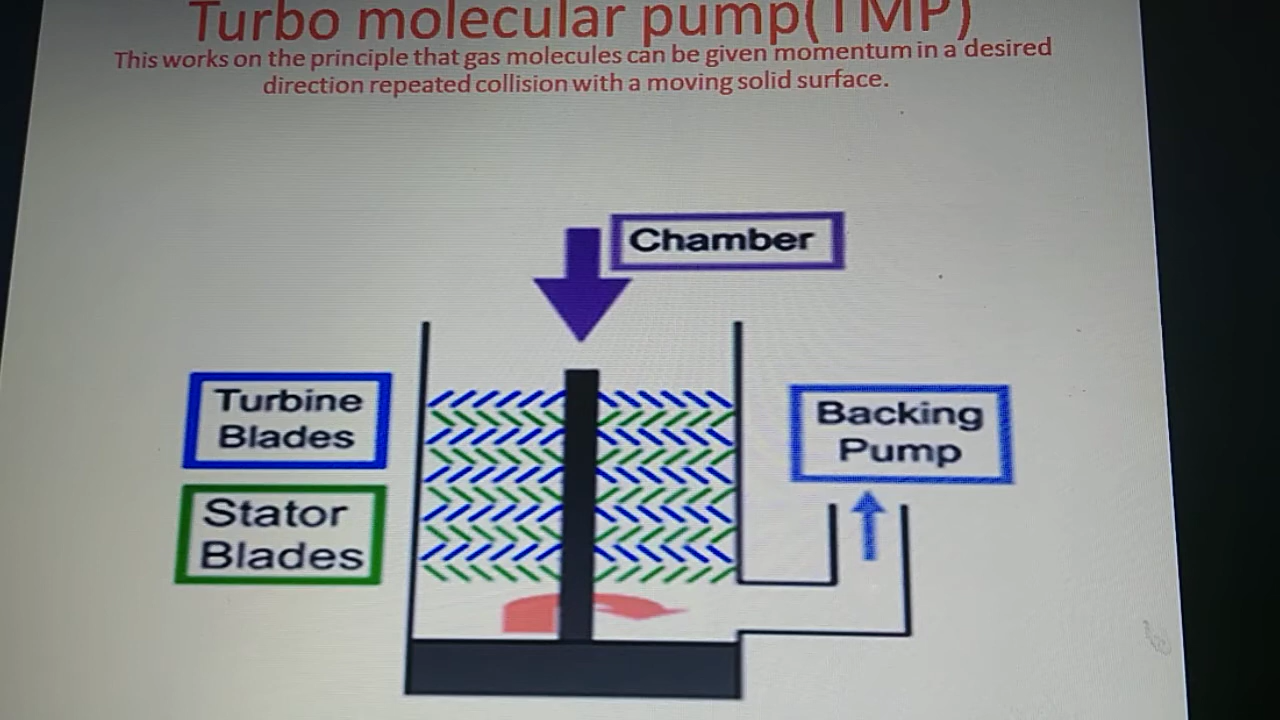 Turbo molecular pump(TMP)
This works on the principle that gas molecules can be given momentum in a desired
direction repeated collision with a moving solid surface.
Chamber
Turbine
Blades
Backing
Pump
Stator
Blades